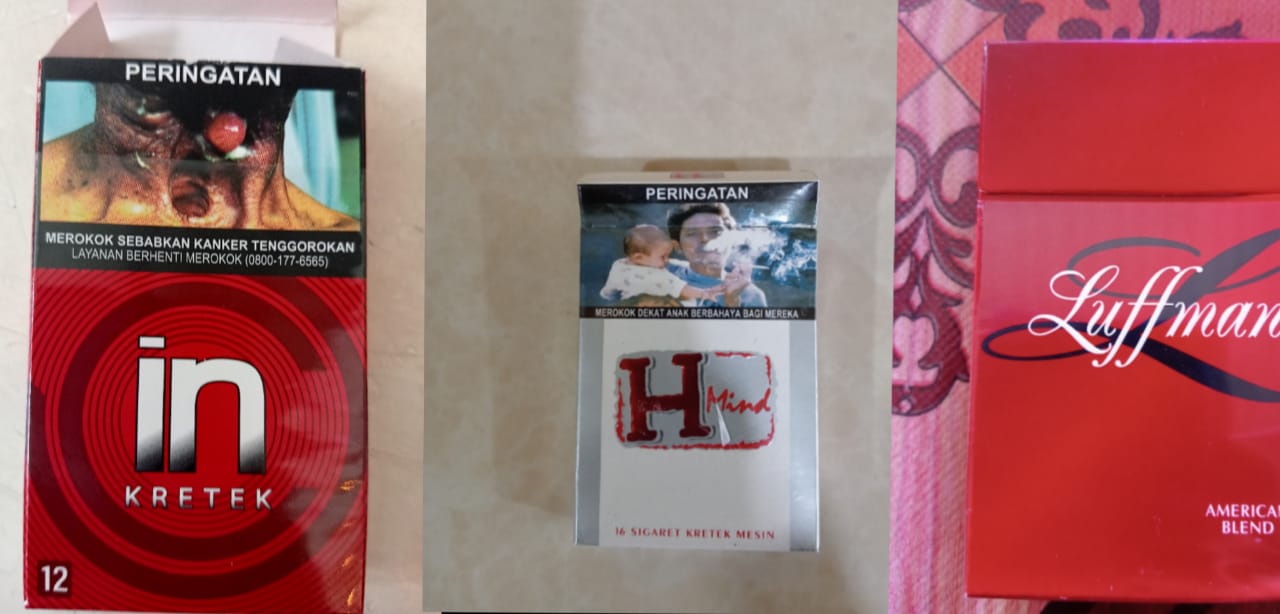 PERINGATAN
MEROKOK SEBABKAN KANKER TENGGOROKAN
LAYANAN BERHENTI MEROKOK (0800-177-6565)
in
KRETEK
12
PERINGATAN
MEROKOK DEKAT ANAK BERBAHAYA BAGI MEREKA
H Mind
16 SIGARET KRETEK MESIN
L
Luffman
AMERICA
BLEND